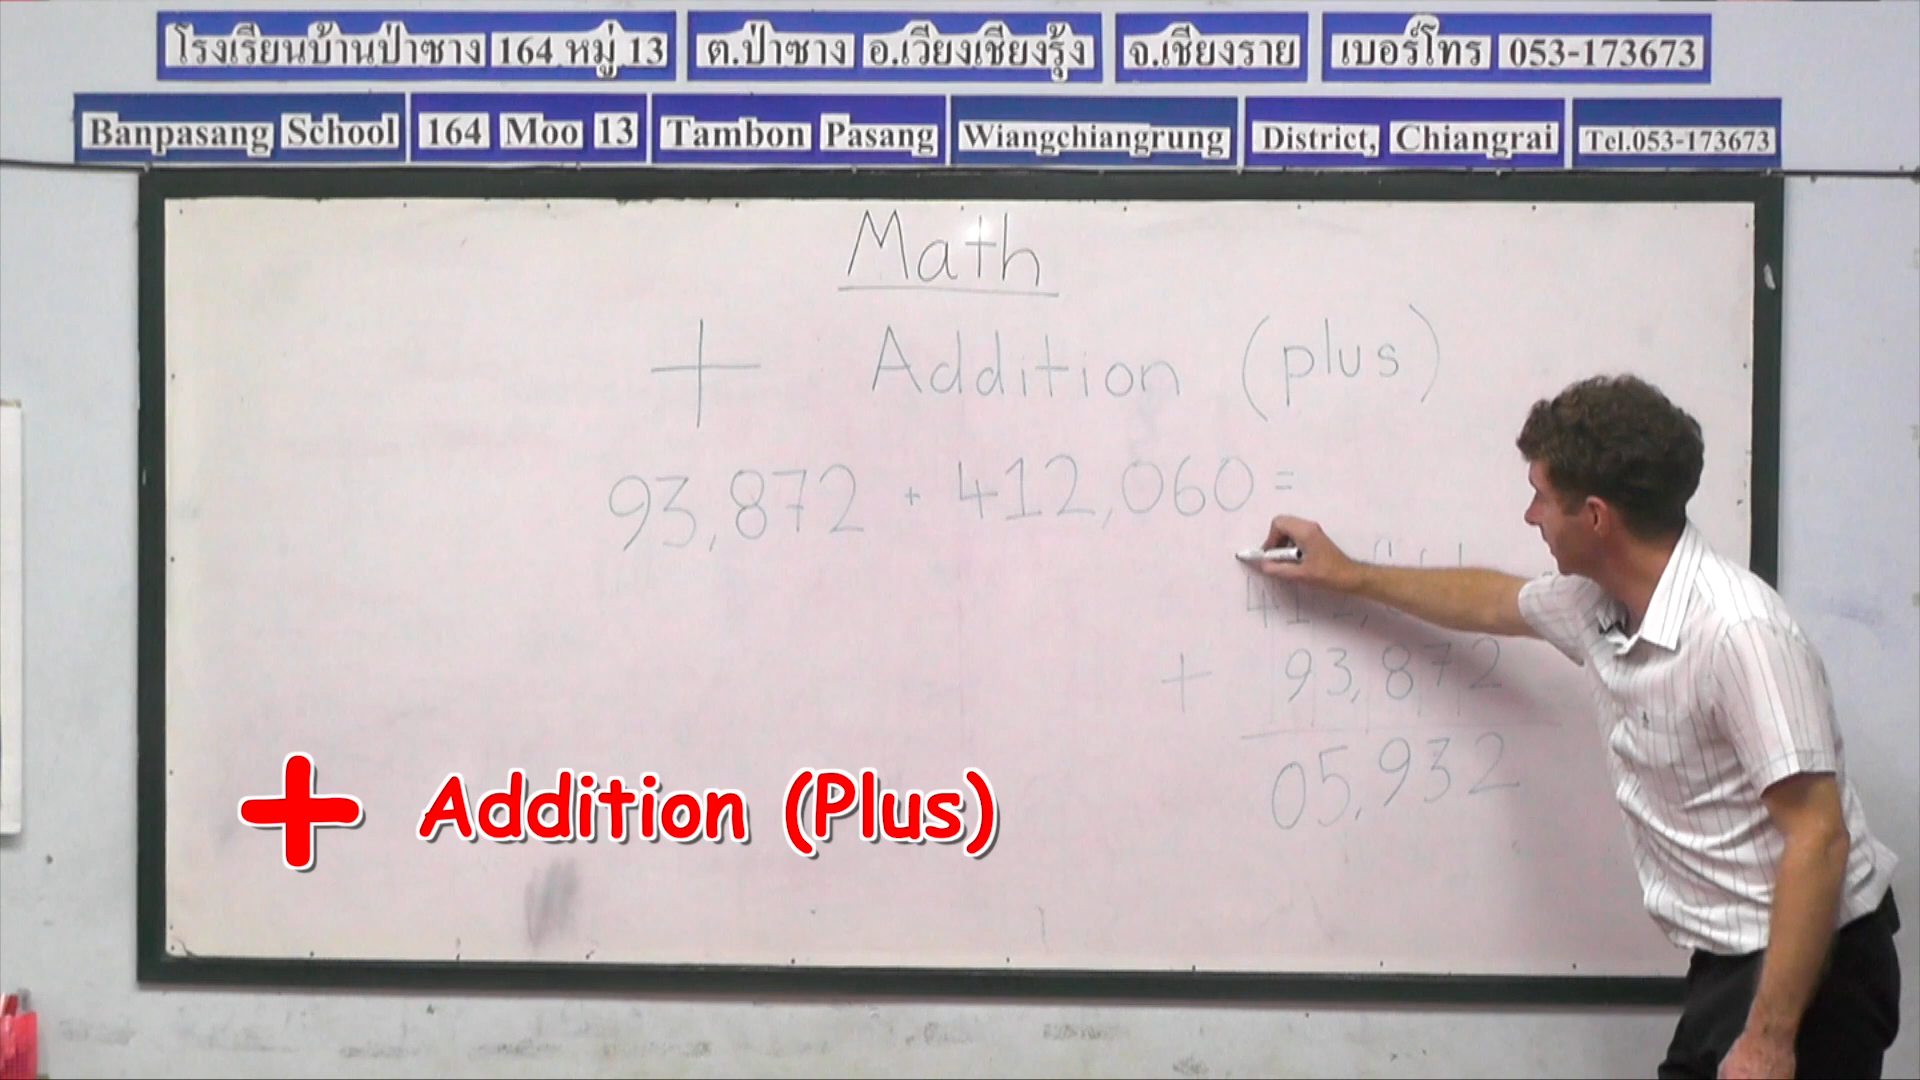 โรงเรียนบ้านป่าซาง 164 หมู่ 13 ต.ป่าซาง อ.เวียงเชียงรุ้ง จ.เชียงราย เบอร์โทร 053-173673
Banpasang School 164 Moo 13 Tambon Pasang Wiangchiangrung District, Chiangrai Tel.053-173673
Math
+ Addition (plus)
93,872 + 412,060 =
412,
+ 93,872
05,932
+ Addition (Plus)